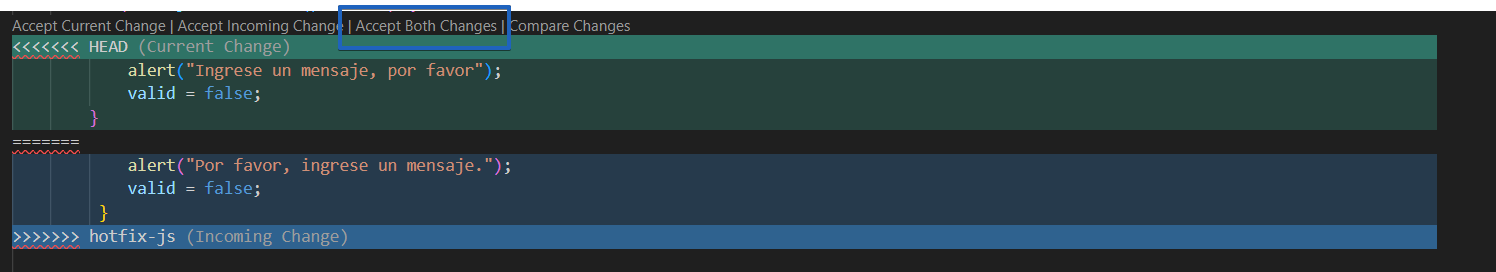 Accept Current Change | Accept Incoming Change | Accept Both Changes | Compare Changes
<<<<<<< HEAD (Current Change)
alert("Ingrese un mensaje, por favor");
valid = false;
}
=======
alert("Por favor, ingrese un mensaje.");
valid = false;
}
>>>>>>> hotfix-js (Incoming Change)